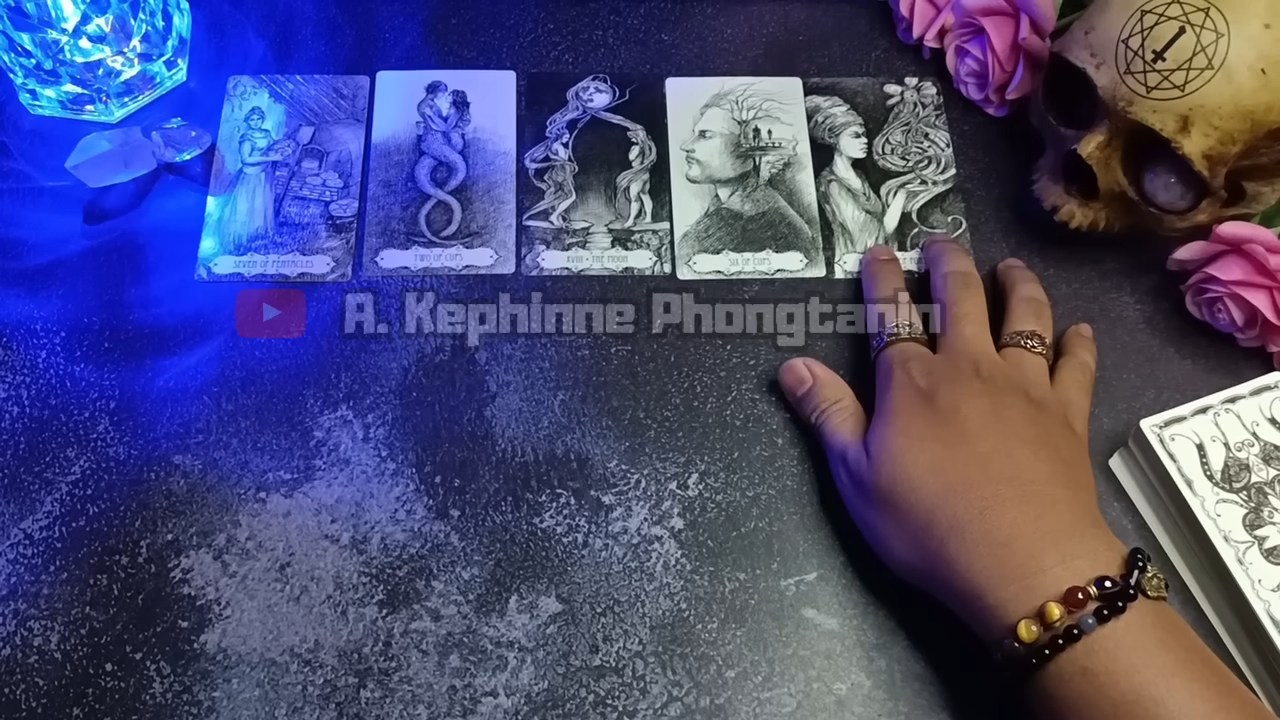 SEVEN OF PENTACLES
TWO OF CUPS
XVIII • THE MOON
SIX OF CUPS
A. Kephinne Phongtanin